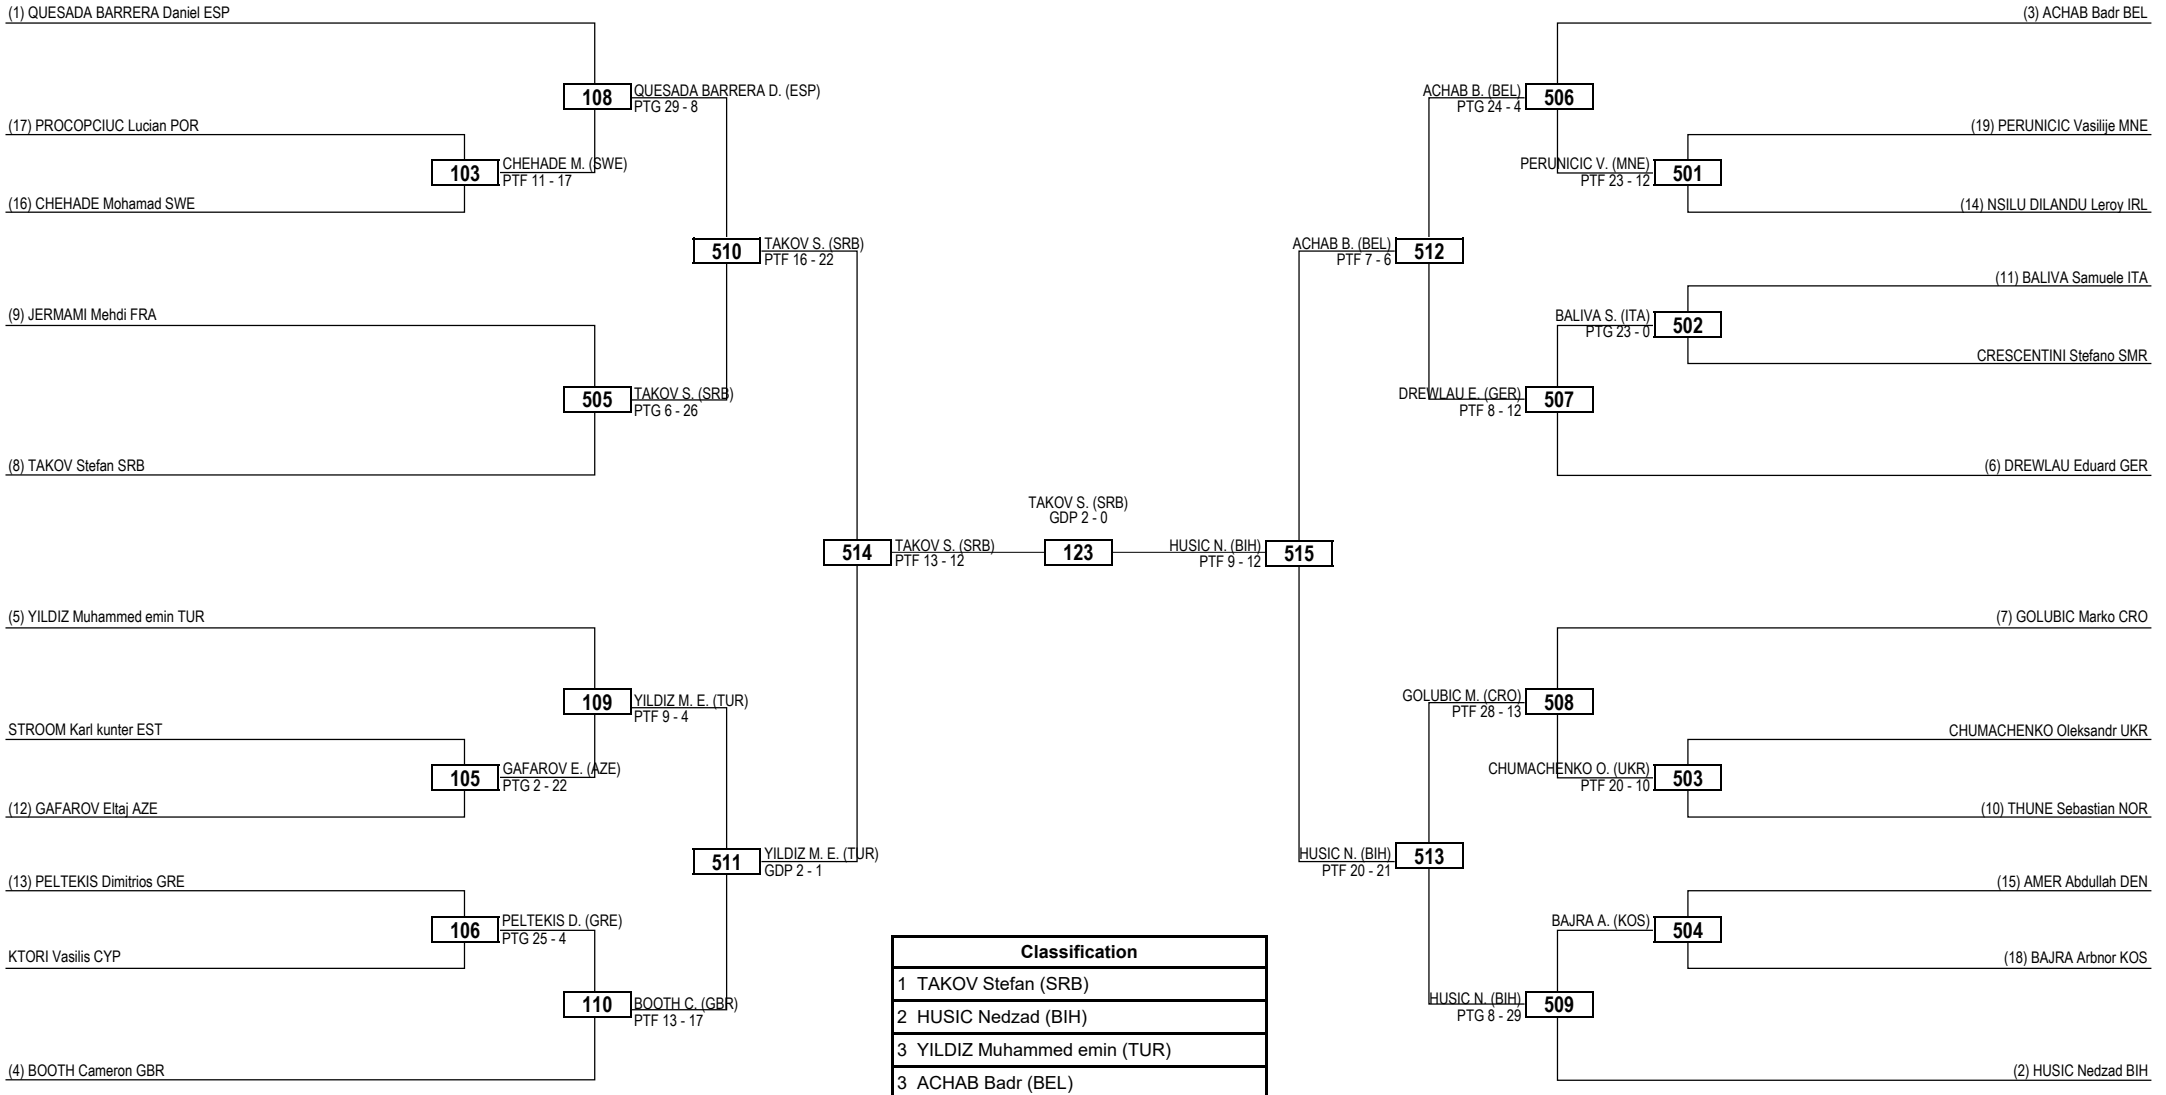 (1) QUESADA BARRERA Daniel ESP
108
QUESADA BARRERA D. (ESP)
PTG 29 - 8
(17) PROCOPCIUC Lucian POR
103
CHEHADE M. (SWE)
PTF 11 - 17
(16) CHEHADE Mohamad SWE
510
TAKOV S. (SRB)
PTF 16 - 22
(9) JERMAMI Mehdi FRA
505
TAKOV S. (SRB)
PTG 6 - 26
(8) TAKOV Stefan SRB
514
TAKOV S. (SRB)
PTF 13 - 12
(5) YILDIZ Muhammed emin TUR
109
YILDIZ M. E. (TUR)
PTF 9 - 4
STROOM Karl kunter EST
105
GAFAROV E. (AZE)
PTG 2 - 22
(12) GAFAROV Eltaj AZE
511
YILDIZ M. E. (TUR)
GDP 2 - 1
(13) PELTEKIS Dimitrios GRE
106
PELTEKIS D. (GRE)
PTG 25 - 4
KTORI Vasilis CYP
110
BOOTH C. (GBR)
PTF 13 - 17
(4) BOOTH Cameron GBR
TAKOV S. (SRB)
GDP 2 - 0
123
(3) ACHAB Badr BEL
ACHAB B. (BEL)
PTG 24 - 4
506
(19) PERUNICIC Vasilije MNE
PERUNICIC V. (MNE)
PTF 23 - 12
501
(14) NSILU DILANDU Leroy IRL
ACHAB B. (BEL)
PTF 7 - 6
512
(11) BALIVA Samuele ITA
BALIVA S. (ITA)
PTG 23 - 0
502
CRESCENTINI Stefano SMR
DREWLAU E. (GER)
PTF 8 - 12
507
(6) DREWLAU Eduard GER
HUSIC N. (BIH)
PTF 9 - 12
515
(7) GOLUBIC Marko CRO
GOLUBIC M. (CRO)
PTF 28 - 13
508
CHUMACHENKO Oleksandr UKR
CHUMACHENKO O. (UKR)
PTF 20 - 10
503
(10) THUNE Sebastian NOR
HUSIC N. (BIH)
PTF 20 - 21
513
(15) AMER Abdullah DEN
BAJRA A. (KOS)
504
(18) BAJRA Arbnor KOS
HUSIC N. (BIH)
PTG 8 - 29
509
(2) HUSIC Nedzad BIH
Classification
1 TAKOV Stefan (SRB)
2 HUSIC Nedzad (BIH)
3 YILDIZ Muhammed emin (TUR)
3 ACHAB Badr (BEL)